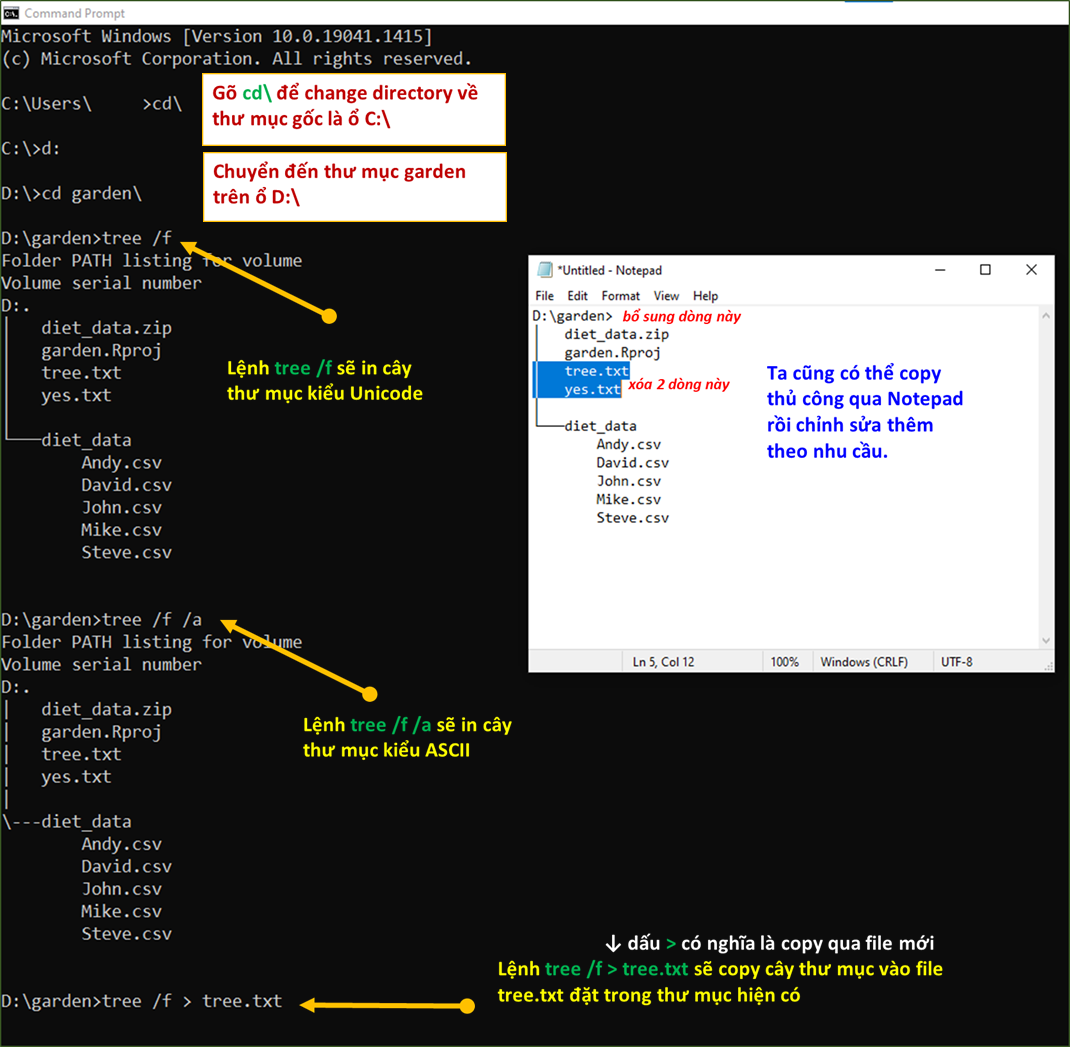 Command Prompt
Microsoft Windows [Version 10.0.19041.1415]
(c) Microsoft Corporation. All rights reserved.
C:\Users\ >cd\
Gõ cd\ để change directory về
thư mục gốc là ổ C:\
C:\>d:
Chuyển đến thư mục garden
trên ổ D:\
D:\>cd garden\
D:\garden>tree /f
Folder PATH listing for volume
Volume serial number
D:.
│   diet_data.zip
│   garden.Rproj
│   tree.txt
│   yes.txt
│
└───diet_data
        Andy.csv
        David.csv
        John.csv
        Mike.csv
        Steve.csv
Lệnh tree /f sẽ in cây
thư mục kiểu Unicode
*Untitled - Notepad
File Edit Format View Help
D:\garden> bổ sung dòng này
│   diet_data.zip
│   garden.Rproj
│   tree.txt
│   yes.txt xóa 2 dòng này
│
└───diet_data
        Andy.csv
        David.csv
        John.csv
        Mike.csv
        Steve.csv
Ta cũng có thể copy
thủ công qua Notepad
rồi chỉnh sửa thêm
theo nhu cầu.
Ln 5, Col 12 100% Windows (CRLF) UTF-8
D:\garden>tree /f /a
Folder PATH listing for volume
Volume serial number
D:.
|   diet_data.zip
|   garden.Rproj
|   tree.txt
|   yes.txt
|
\---diet_data
        Andy.csv
        David.csv
        John.csv
        Mike.csv
        Steve.csv
Lệnh tree /f /a sẽ in cây
thư mục kiểu ASCII
↓ dấu > có nghĩa là copy qua file mới
Lệnh tree /f > tree.txt sẽ copy cây thư mục vào file
tree.txt đặt trong thư mục hiện có
D:\garden>tree /f > tree.txt